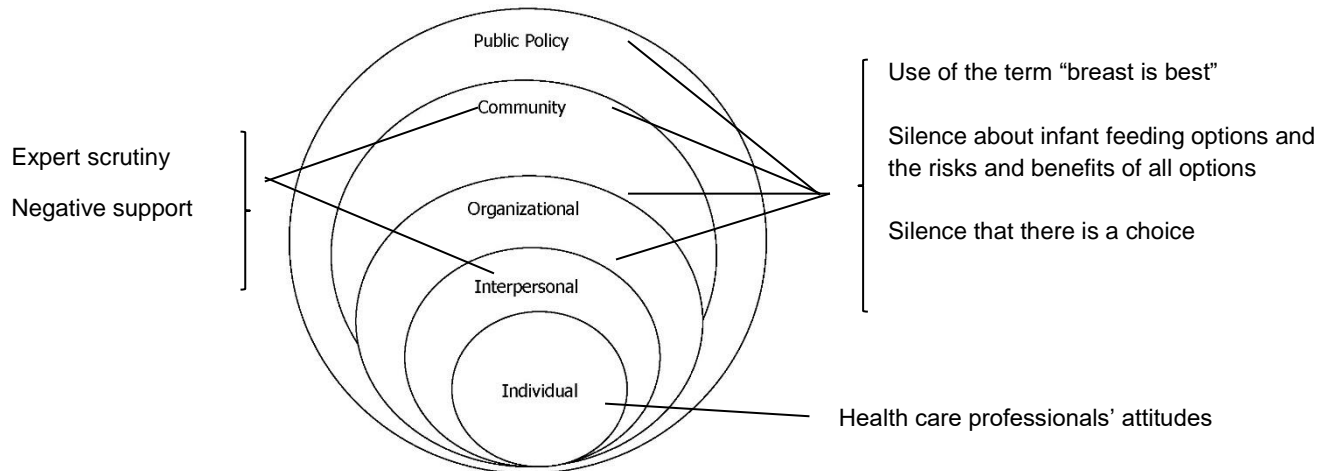 Public Policy
Community
Organizational
Interpersonal
Individual
Expert scrutiny
Negative support
Use of the term “breast is best”
Silence about infant feeding options and
the risks and benefits of all options
Silence that there is a choice
Health care professionals’ attitudes